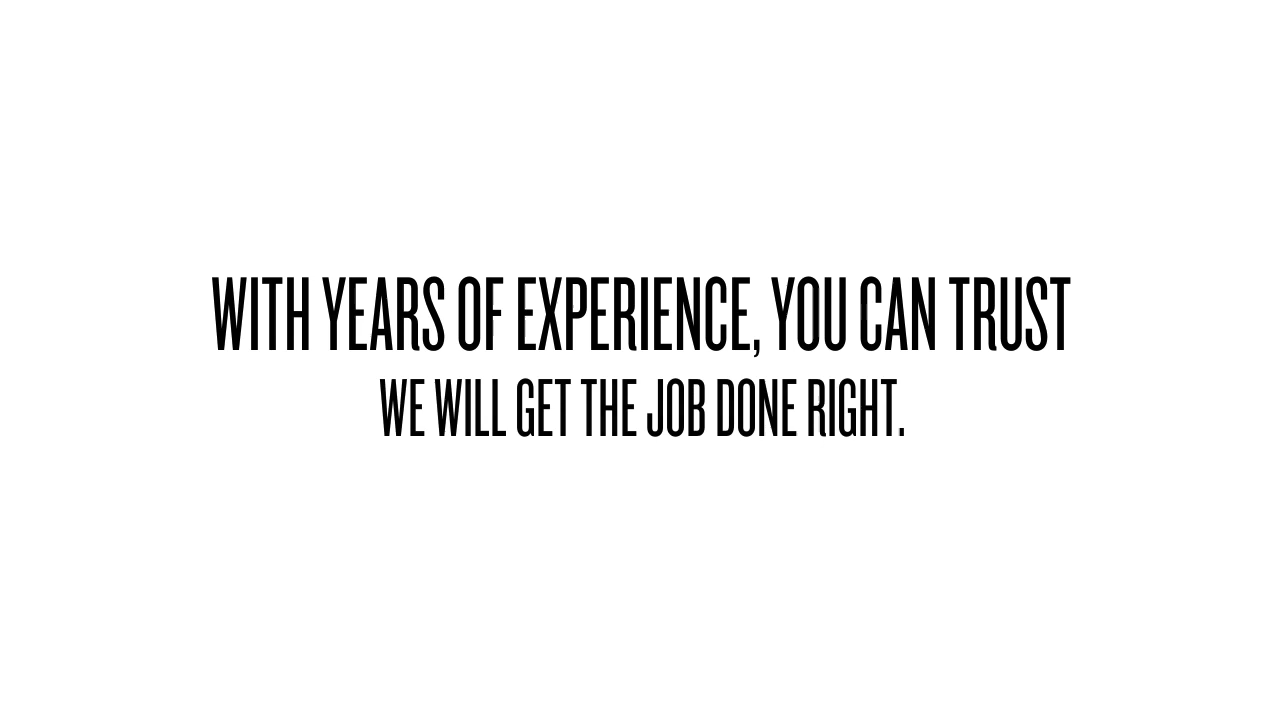 WITH YEARS OF EXPERIENCE, YOU CAN TRUST
WE WILL GET THE JOB DONE RIGHT.